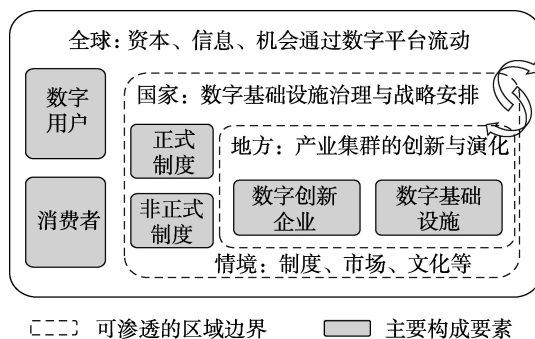 全球：资本、信息、机会通过数字平台流动
数字
用户
国家：数字基础设施治理与战略安排
正式
制度
地方：产业集群的创新与演化
消费者
非正式
制度
数字创新
企业
数字基础
设施
情境：制度、市场、文化等
可渗透的区域边界
主要构成要素